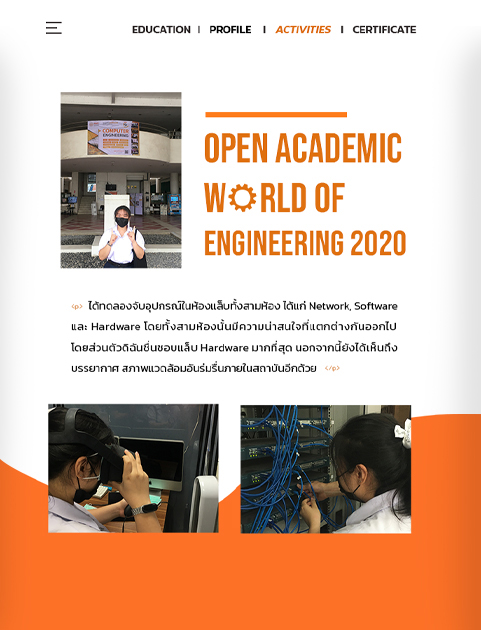 EDUCATION | PROFILE | ACTIVITIES | CERTIFICATE
COMPUTER
ENGINEERING
OPEN ACADEMIC
WORLD OF
ENGINEERING 2020
<p> ได้ทดลองจับอุปกรณ์ในห้องแล็บทั้งสามห้อง ได้แก่ Network, Software
และ Hardware โดยทั้งสามห้องนั้นมีความน่าสนใจที่แตกต่างกันออกไป
โดยส่วนตัวดิฉันชื่นชอบแล็บ Hardware มากที่สุด นอกจากนี้ยังได้เห็นถึง
บรรยากาศ สภาพแวดล้อมอันร่มรื่นภายในสถาบันอีกด้วย </p>